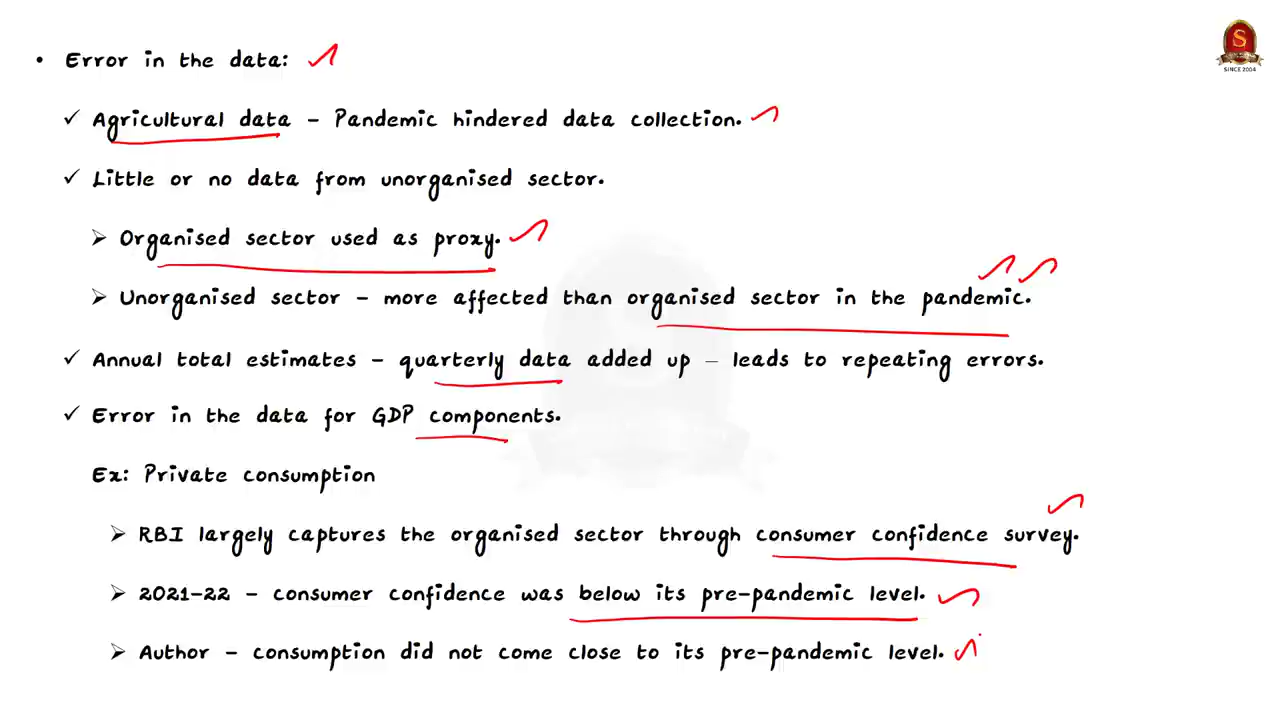 • Error in the data:
✓ Agricultural data – Pandemic hindered data collection.
✓ Little or no data from unorganised sector.
➢ Organised sector used as proxy.
➢ Unorganised sector – more affected than organised sector in the pandemic.
✓ Annual total estimates – quarterly data added up – leads to repeating errors.
✓ Error in the data for GDP components.
Ex: Private consumption
➢ RBI largely captures the organised sector through consumer confidence survey.
➢ 2021-22 – consumer confidence was below its pre-pandemic level.
➢ Author – consumption did not come close to its pre-pandemic level.
S
SINCE 2004